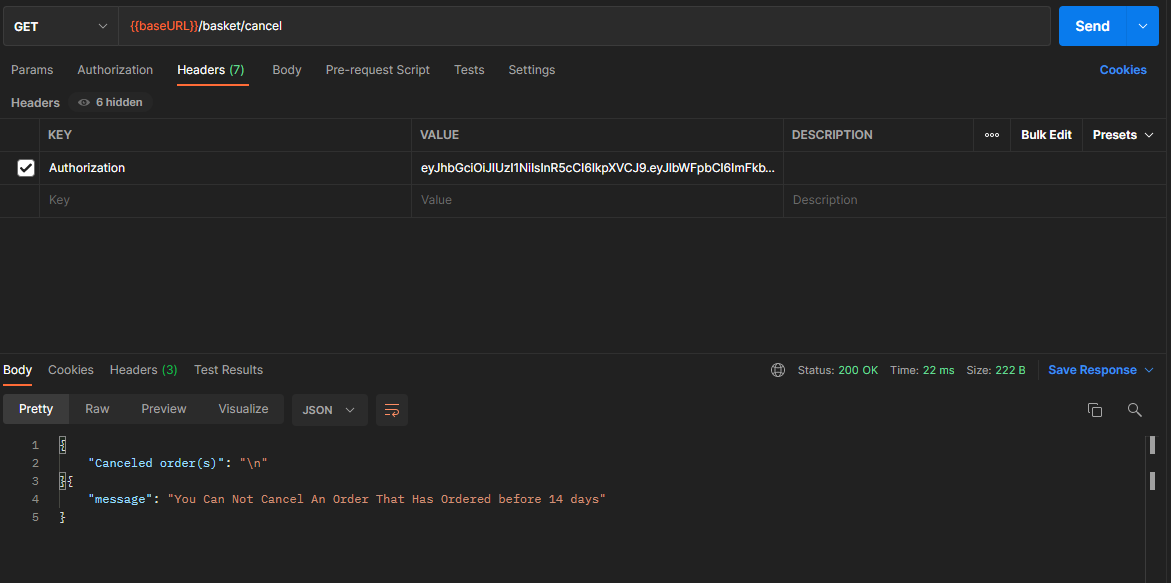 GET {{baseURL}}/basket/cancel Send
Params Authorization Headers (7) Body Pre-request Script Tests Settings Cookies
Headers 6 hidden
KEY VALUE DESCRIPTION Bulk Edit Presets
Authorization eyJhbGciOiJIUzI1NiIsInR5cCI6IkpXVCJ9.eyJlbWFpbCI6ImFkb...
Key Value Description
Body Cookies Headers (3) Test Results Status: 200 OK Time: 22 ms Size: 222 B Save Response
Pretty Raw Preview Visualize JSON
1 {
2 "Canceled order(s)": "\n"
3 }{
4 "message": "You Can Not Cancel An Order That Has Ordered before 14 days"
5 }